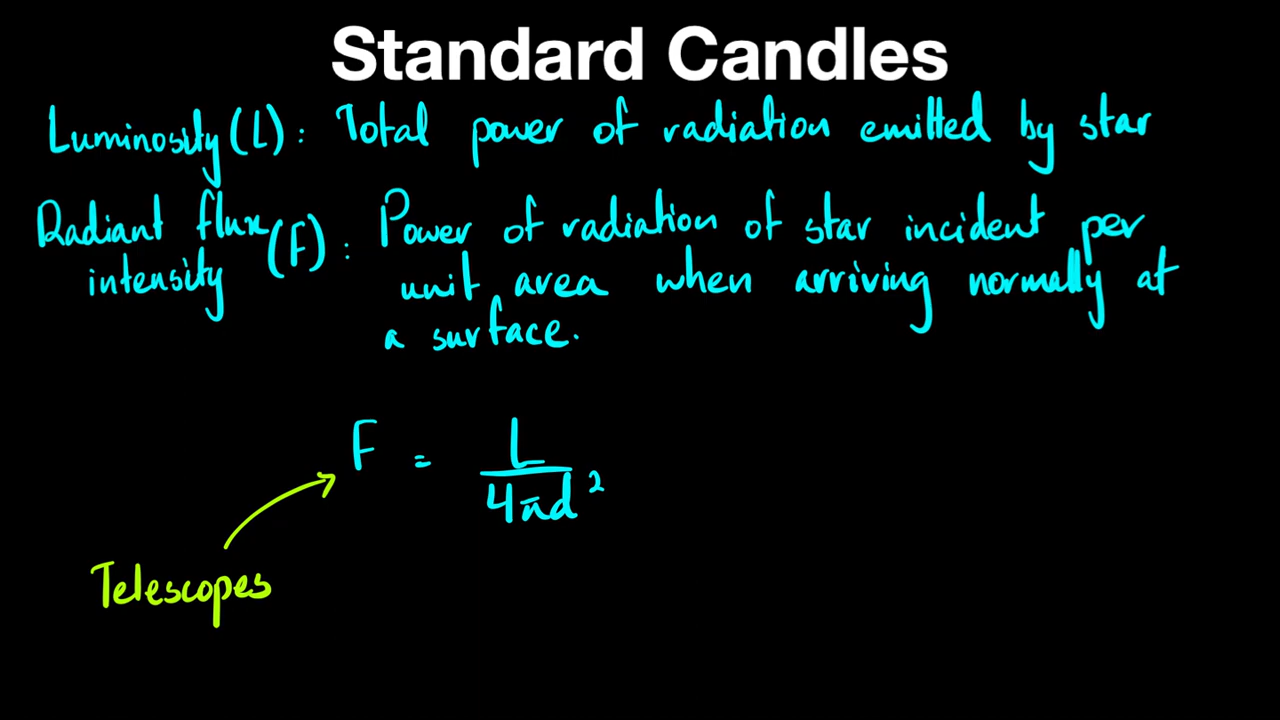 Standard Candles
Luminosity (L) : Total power of radiation emitted by star
Radiant flux intensity (F) : Power of radiation of star incident per
unit area when arriving normally at
a surface.
F = L / 4πd²
Telescopes